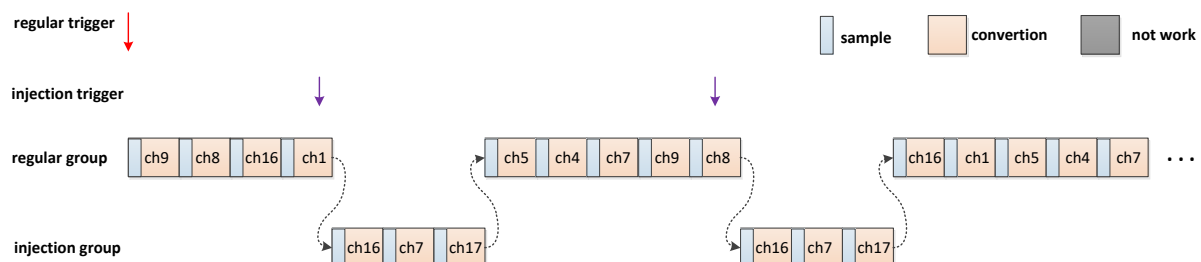 regular trigger
sample convertion not work
injection trigger
regular group ch9 ch8 ch16 ch1 ch5 ch4 ch7 ch9 ch8 ch16 ch1 ch5 ch4 ch7 ...
injection group ch16 ch7 ch17 ch16 ch7 ch17